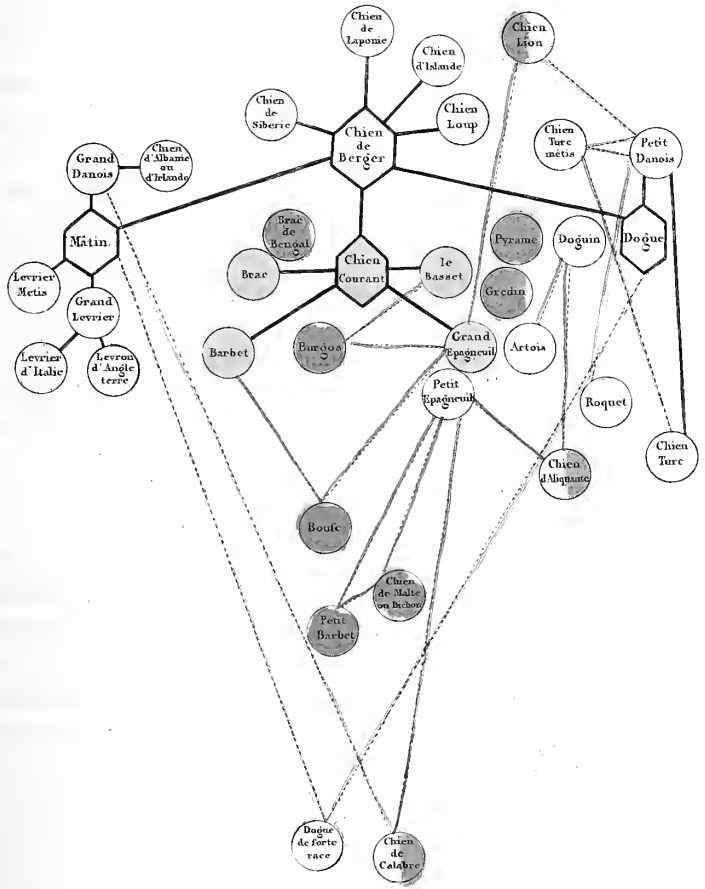 Chien
de
Laponie
Chien
Lion
Chien
d'Islande
Chien
de
Siberie
Chien
de
Berger
Chien
Loup
Chien
Turc
métis
Petit
Danois
Grand
Danois
Chien
d'Albanie
ou
d'Irlande
Mâtin
Brac
de
Bengal
Pyrame
Doguin
Dogue
Levrier
Metis
Brac
Chien
Courant
le
Basset
Gredin
Grand
Levrier
Barbet
Burgos
Grand
Epagneuil
Artois
Levrier
d'Italie
Levron
d'Angle
terre
Petit
Epagneuil
Roquet
Chien
Turc
Chien
d'Aliquante
Boufe
Chien
de Malte
ou Bichon
Petit
Barbet
Dogue
de forte
race
Chien
de
Calabre